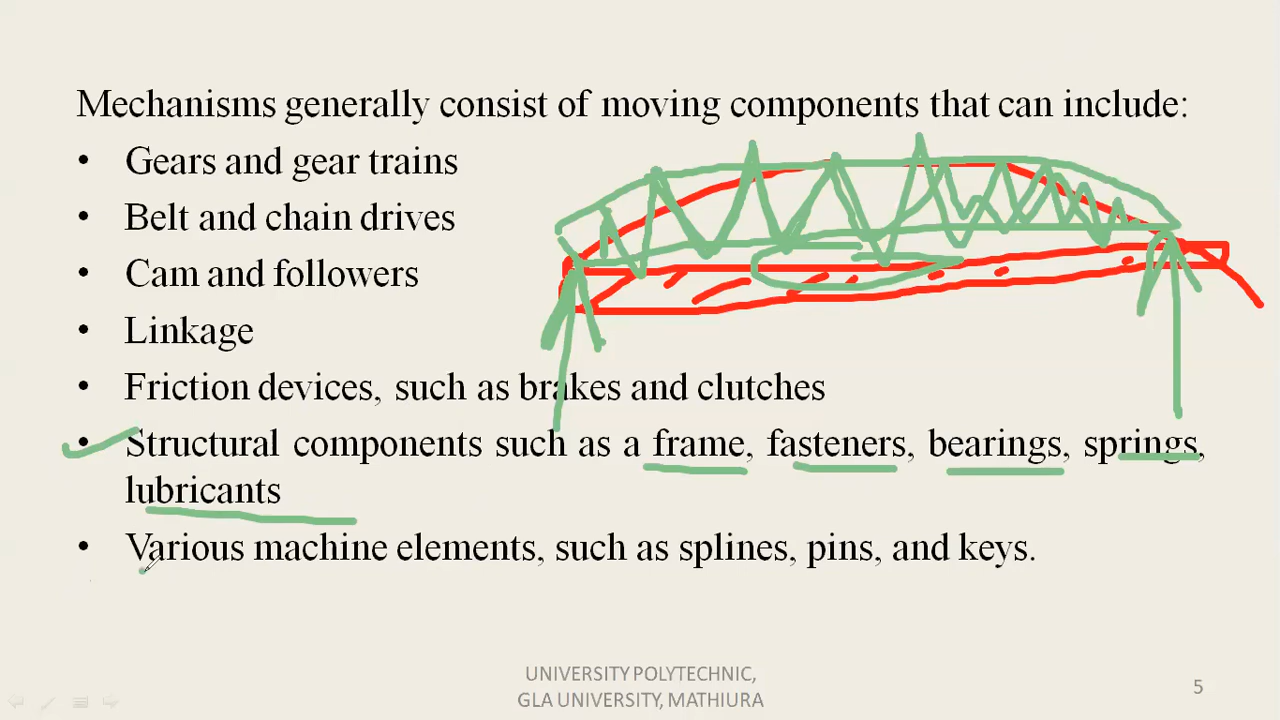 Mechanisms generally consist of moving components that can include:
• Gears and gear trains
• Belt and chain drives
• Cam and followers
• Linkage
• Friction devices, such as brakes and clutches
• Structural components such as a frame, fasteners, bearings, springs,
lubricants
• Various machine elements, such as splines, pins, and keys.
UNIVERSITY POLYTECHNIC,
GLA UNIVERSITY, MATHIURA
5